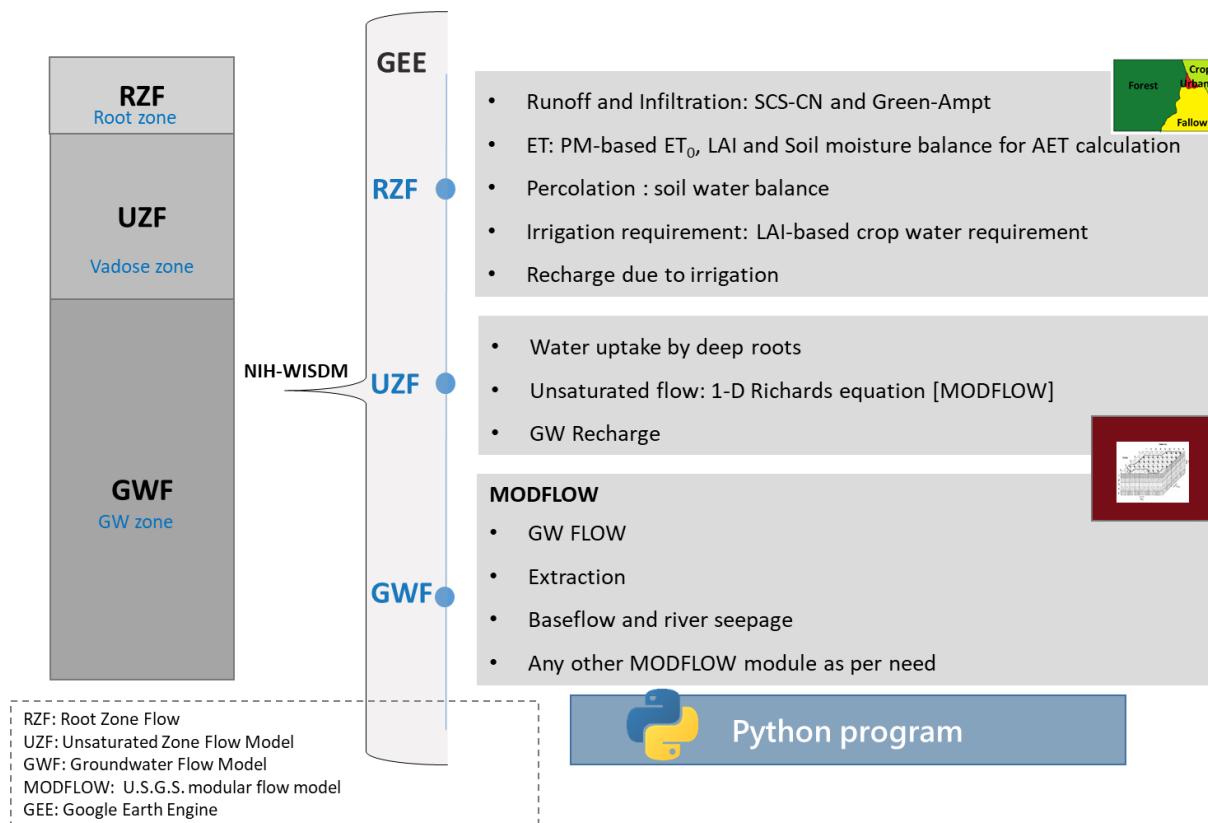 RZF
Root zone
UZF
Vadose zone
GWF
GW zone
NIH-WISDM
GEE
RZF
UZF
GWF
• Runoff and Infiltration: SCS-CN and Green-Ampt
• ET: PM-based ET₀, LAI and Soil moisture balance for AET calculation
• Percolation : soil water balance
• Irrigation requirement: LAI-based crop water requirement
• Recharge due to irrigation
Forest
Crop
Urban
Fallow
• Water uptake by deep roots
• Unsaturated flow: 1-D Richards equation [MODFLOW]
• GW Recharge
MODFLOW
• GW FLOW
• Extraction
• Baseflow and river seepage
• Any other MODFLOW module as per need
Python program
RZF: Root Zone Flow
UZF: Unsaturated Zone Flow Model
GWF: Groundwater Flow Model
MODFLOW: U.S.G.S. modular flow model
GEE: Google Earth Engine